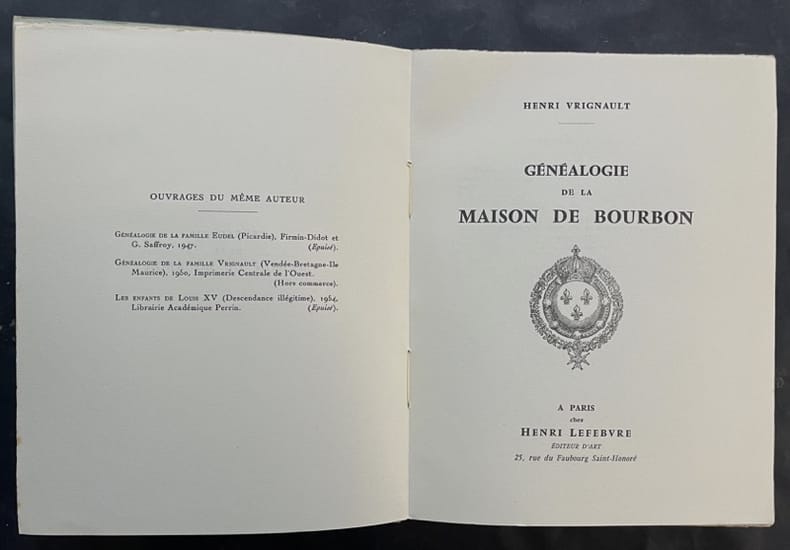 OUVRAGES DU MÊME AUTEUR
GÉNÉALOGIE DE LA FAMILLE EUDEL (Picardie), Firmin-Didot et
G. Saffroy, 1947. (Epuisé).
GÉNÉALOGIE DE LA FAMILLE VRIGNAULT (Vendée-Bretagne-Ile
Maurice), 1950, Imprimerie Centrale de l'Ouest.
(Hors commerce).
LES ENFANTS DE LOUIS XV (Descendance illégitime), 1954,
Librairie Académique Perrin. (Epuisé).
HENRI VRIGNAULT
GÉNÉALOGIE
DE LA
MAISON DE BOURBON
A PARIS
chez
HENRI LEFEBVRE
ÉDITEUR D'ART
25, rue du Faubourg Saint-Honoré